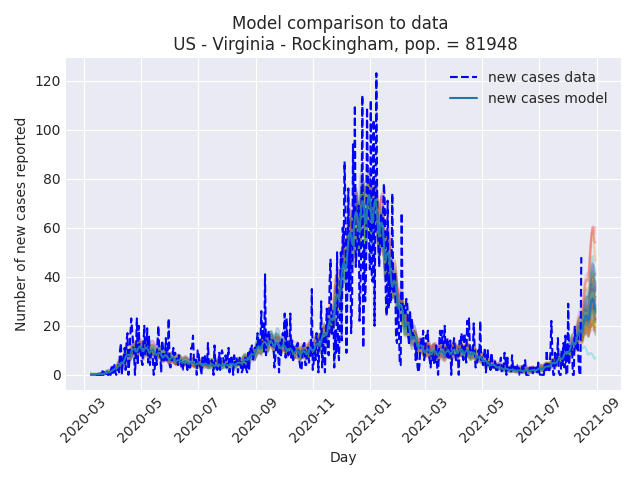 Model comparison to data
US - Virginia - Rockingham, pop. = 81948
new cases data
new cases model
Number of new cases reported
120
100
80
60
40
20
0
2020-03
2020-05
2020-07
2020-09
2020-11
2021-01
2021-03
2021-05
2021-07
2021-09
Day